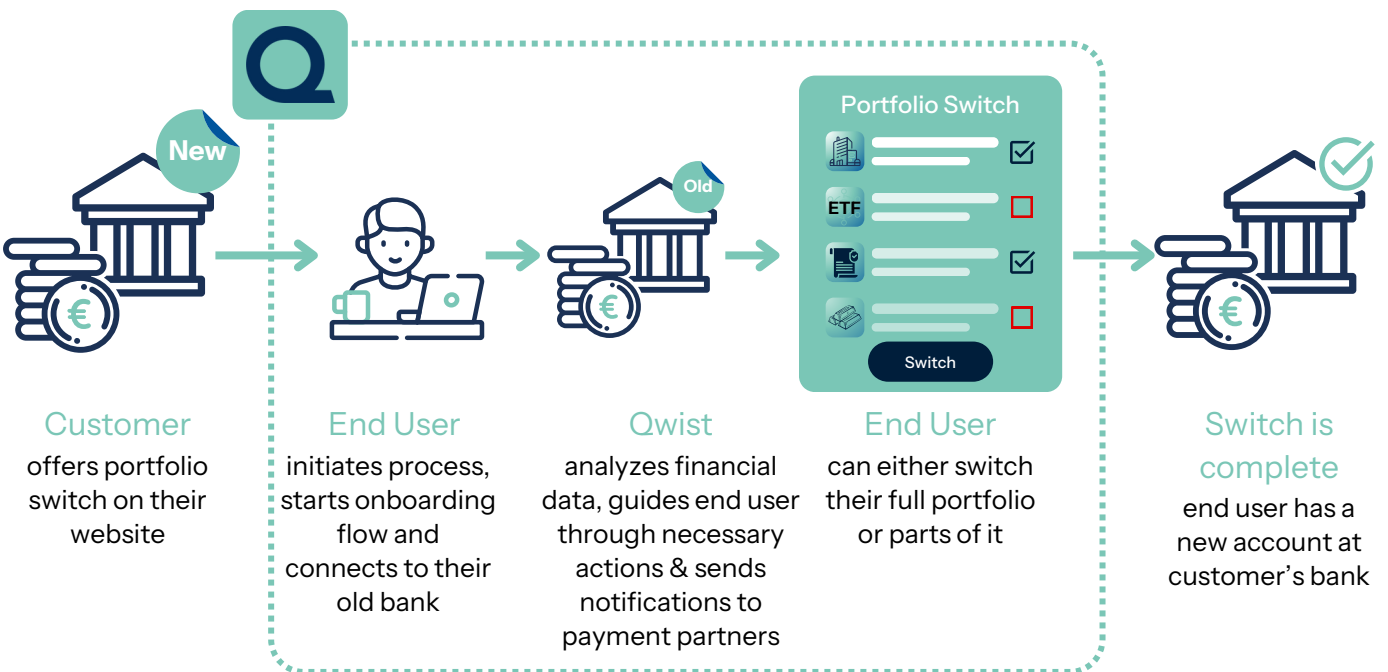 New
Old
Portfolio Switch
ETF
Switch
€
€
€
Customer
offers portfolio
switch on their
website
End User
initiates process,
starts onboarding
flow and
connects to their
old bank
Qwist
analyzes financial
data, guides end user
through necessary
actions & sends
notifications to
payment partners
End User
can either switch
their full portfolio
or parts of it
Switch is
complete
end user has a
new account at
customer’s bank